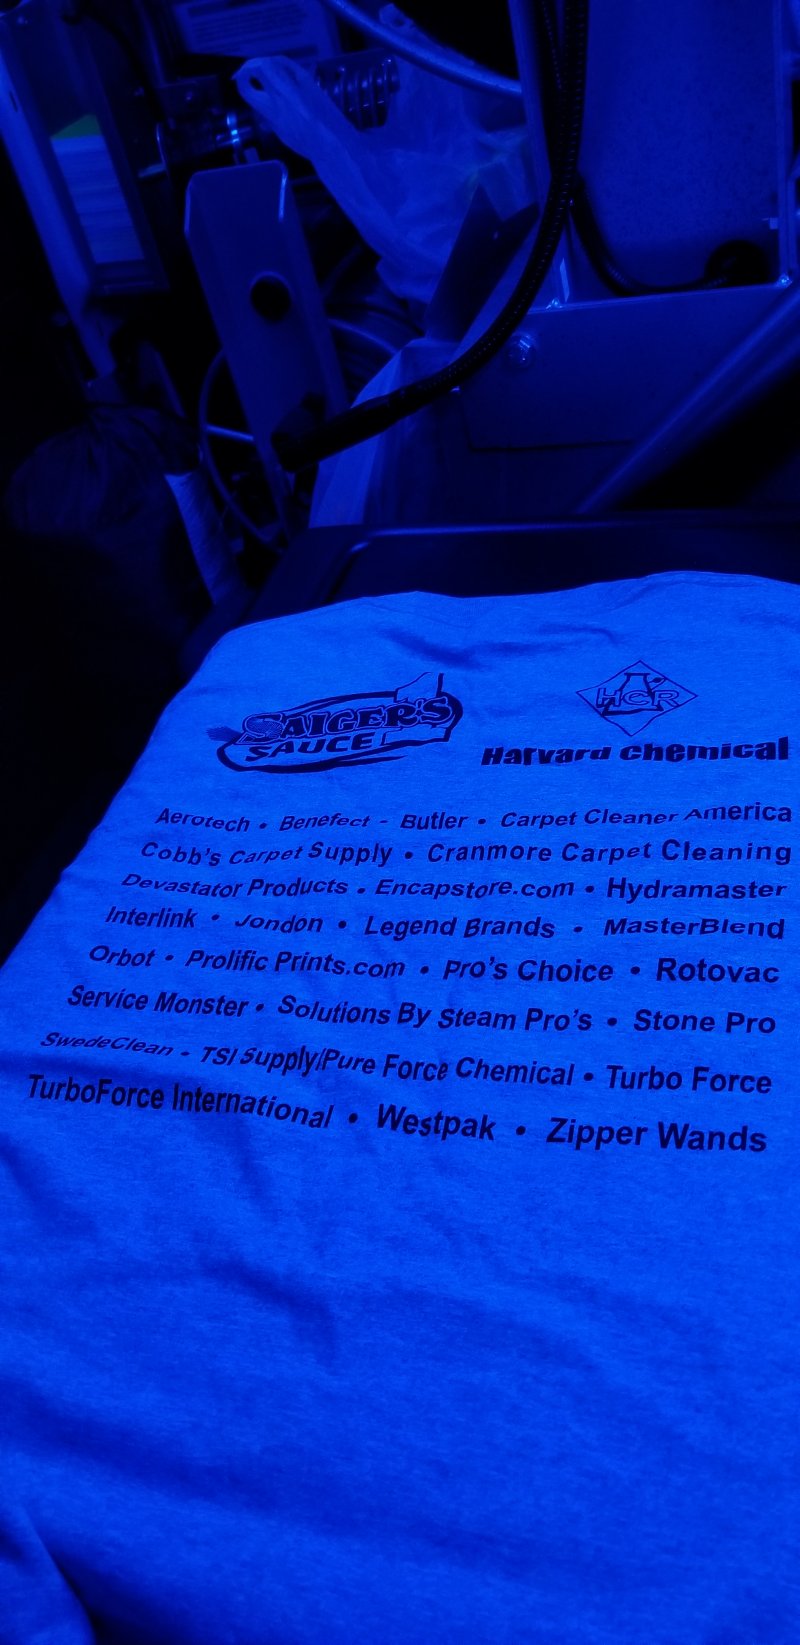 SAIGER'S
SAUCE
HCR
Harvard Chemical
Aerotech • Benefect - Butler • Carpet Cleaner America
Cobb's Carpet Supply • Cranmore Carpet Cleaning
Devastator Products • Encapstore.com • Hydramaster
Interlink • Jondon • Legend Brands • MasterBlend
Orbot • Prolific Prints.com • Pro's Choice • Rotovac
Service Monster • Solutions By Steam Pro's • Stone Pro
SwedeClean • TSI Supply/Pure Force Chemical • Turbo Force
TurboForce International • Westpak • Zipper Wands